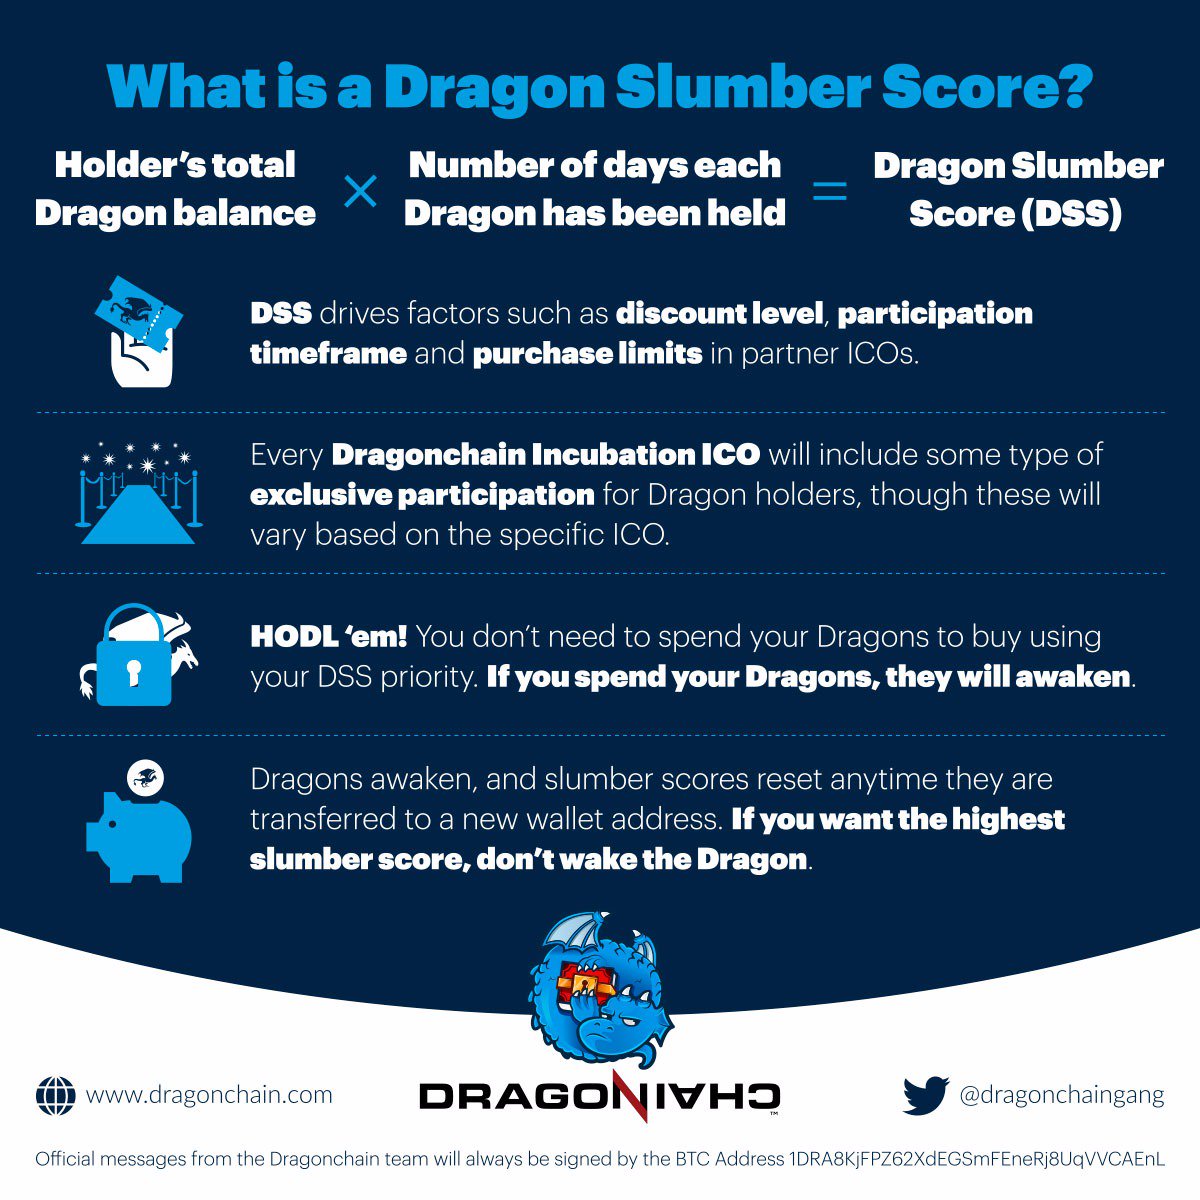 What is a Dragon Slumber Score?
Holder's total
Dragon balance
×
Number of days each
Dragon has been held
=
Dragon Slumber
Score (DSS)
DSS drives factors such as discount level, participation
timeframe and purchase limits in partner ICOs.
Every Dragonchain Incubation ICO will include some type of
exclusive participation for Dragon holders, though these will
vary based on the specific ICO.
HODL ‘em! You don’t need to spend your Dragons to buy using
your DSS priority. If you spend your Dragons, they will awaken.
Dragons awaken, and slumber scores reset anytime they are
transferred to a new wallet address. If you want the highest
slumber score, don’t wake the Dragon.
www.dragonchain.com
DRAGONCHAIN™
@dragonchaingang
Official messages from the Dragonchain team will always be signed by the BTC Address 1DRA8KjFPZ62XdEGSmFEneRj8UqVVCAEnL